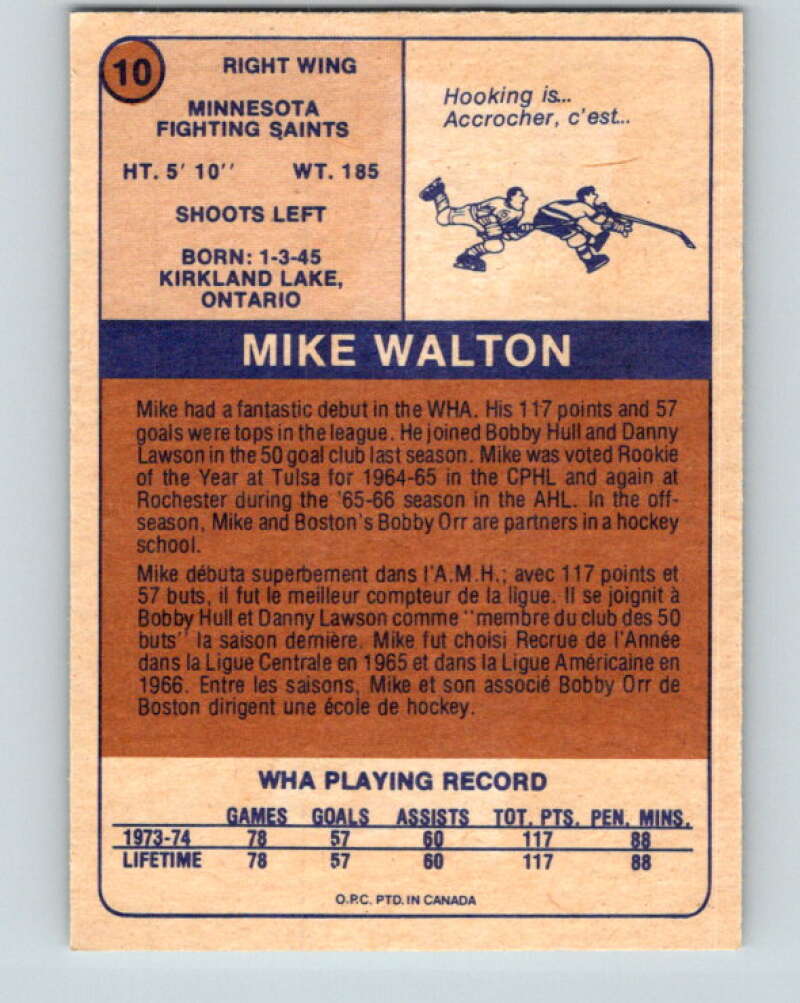 10
RIGHT WING
MINNESOTA
FIGHTING SAINTS
HT. 5' 10'' WT. 185
SHOOTS LEFT
BORN: 1-3-45
KIRKLAND LAKE,
ONTARIO
Hooking is...
Accrocher, c'est...
MIKE WALTON
Mike had a fantastic debut in the WHA. His 117 points and 57
goals were tops in the league. He joined Bobby Hull and Danny
Lawson in the 50 goal club last season. Mike was voted Rookie
of the Year at Tulsa for 1964-65 in the CPHL and again at
Rochester during the '65-66 season in the AHL. In the off-
season, Mike and Boston's Bobby Orr are partners in a hockey
school.
Mike débuta superbement dans l'A.M.H.; avec 117 points et
57 buts, il fut le meilleur compteur de la ligue. Il se joignit à
Bobby Hull et Danny Lawson comme ''membre du club des 50
buts'' la saison dernière. Mike fut choisi Recrue de l'Année
dans la Ligue Centrale en 1965 et dans la Ligue Américaine en
1966. Entre les saisons, Mike et son associé Bobby Orr de
Boston dirigent une école de hockey.
WHA PLAYING RECORD
GAMES GOALS ASSISTS TOT. PTS. PEN. MINS.
1973-74 78 57 60 117 88
LIFETIME 78 57 60 117 88
O.P.C. PTD. IN CANADA